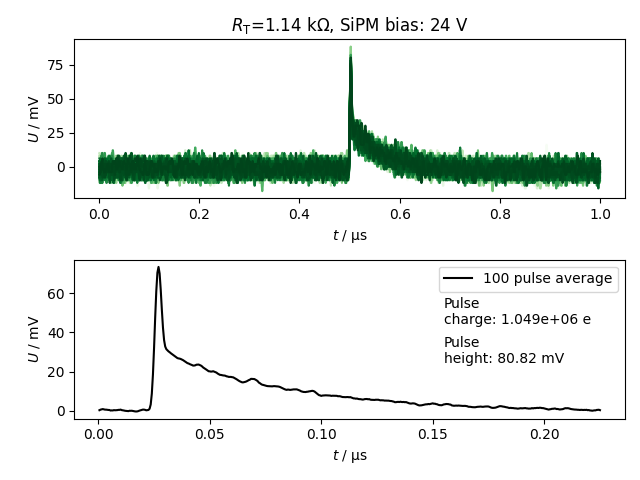 R_T=1.14 kΩ, SiPM bias: 24 V
75
50
25
0
U / mV
0.0 0.2 0.4 0.6 0.8 1.0
t / µs
60
40
20
0
U / mV
100 pulse average
Pulse
charge: 1.049e+06 e
Pulse
height: 80.82 mV
0.00 0.05 0.10 0.15 0.20
t / µs